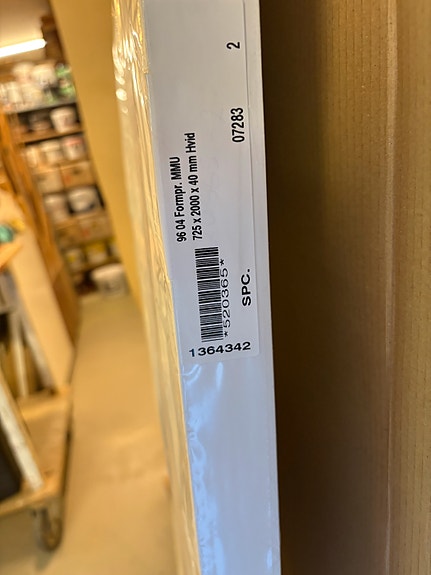 96 04 Formpr. MMU
725 x 2000 x 40 mm Hvid
07283
2
*520365*
SPC.
1364342